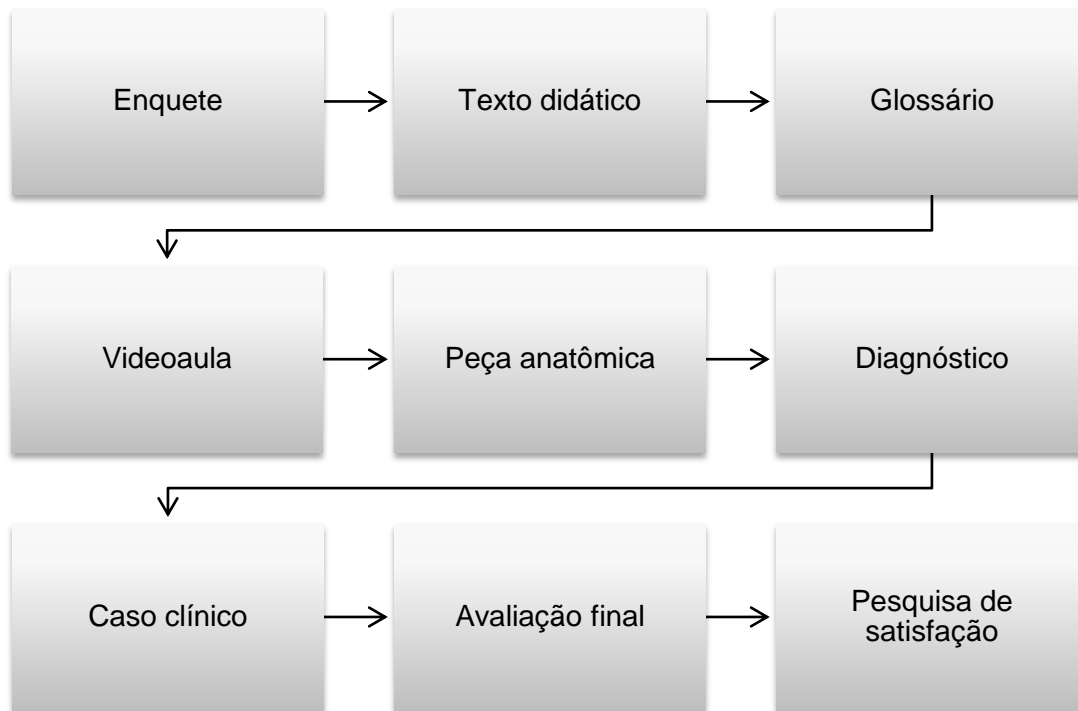 Enquete
Texto didático
Glossário
Videoaula
Peça anatômica
Diagnóstico
Caso clínico
Avaliação final
Pesquisa de
satisfação